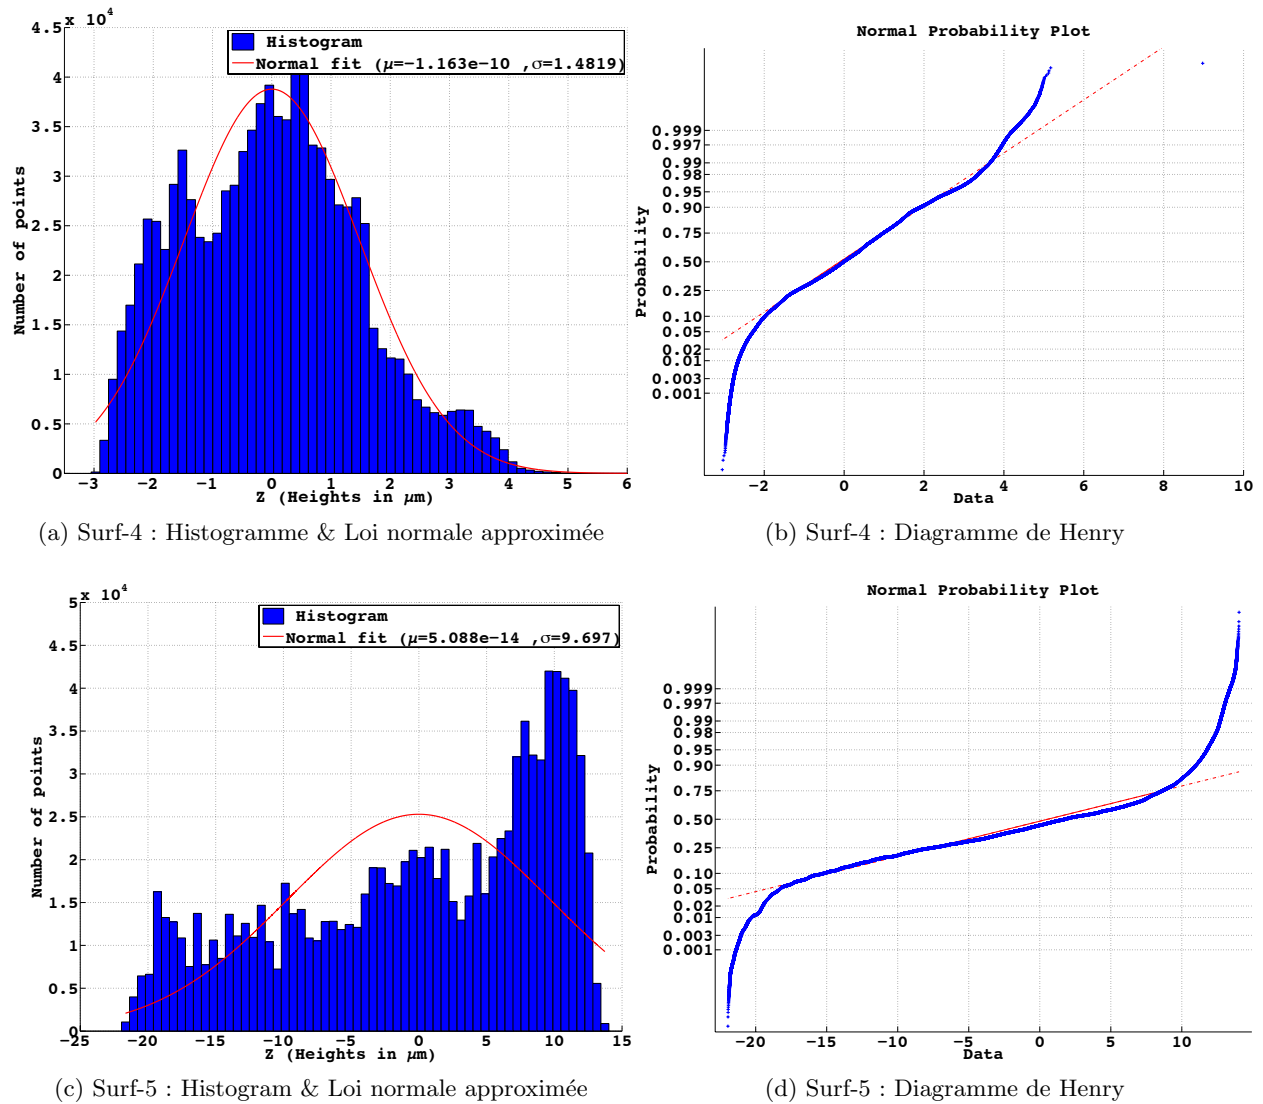 x 10⁴
4.5
4
3.5
3
2.5
2
1.5
1
0.5
0
Number of points
Histogram
Normal fit (μ=−1.163e−10 ,σ=1.4819)
−3 −2 −1 0 1 2 3 4 5 6
Z (Heights in μm)
(a) Surf-4 : Histogramme & Loi normale approximée
Normal Probability Plot
0.999
0.997
0.99
0.98
0.95
0.90
0.75
0.50
0.25
0.10
0.05
0.02
0.01
0.003
0.001
Probability
−2 0 2 4 6 8 10
Data
(b) Surf-4 : Diagramme de Henry
x 10⁴
5
4.5
4
3.5
3
2.5
2
1.5
1
0.5
0
Number of points
Histogram
Normal fit (μ=5.088e−14 ,σ=9.697)
−25 −20 −15 −10 −5 0 5 10 15
Z (Heights in μm)
(c) Surf-5 : Histogram & Loi normale approximée
Normal Probability Plot
0.999
0.997
0.99
0.98
0.95
0.90
0.75
0.50
0.25
0.10
0.05
0.02
0.01
0.003
0.001
Probability
−20 −15 −10 −5 0 5 10
Data
(d) Surf-5 : Diagramme de Henry